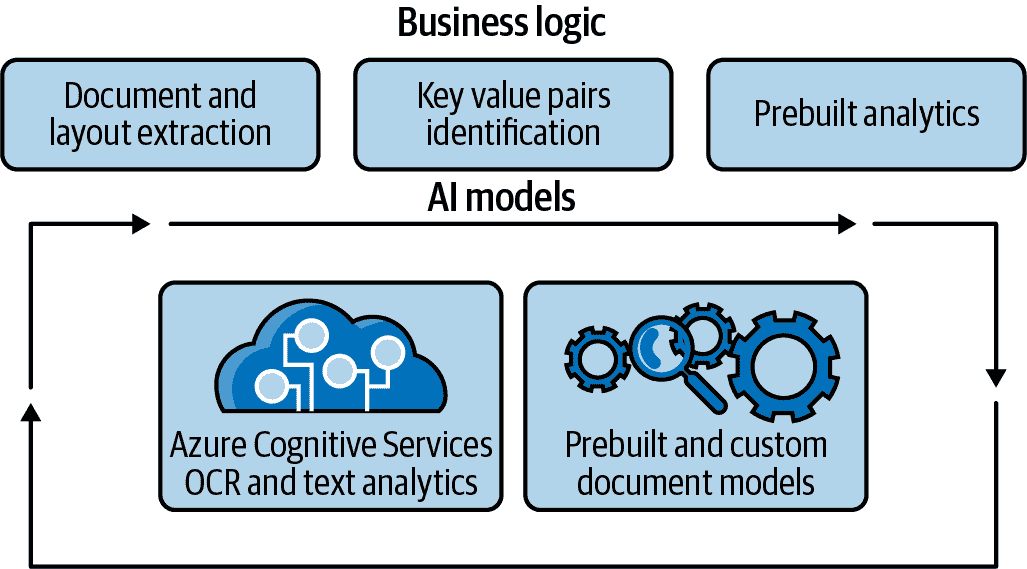 Business logic
Document and
layout extraction
Key value pairs
identification
Prebuilt analytics
AI models
Azure Cognitive Services
OCR and text analytics
Prebuilt and custom
document models